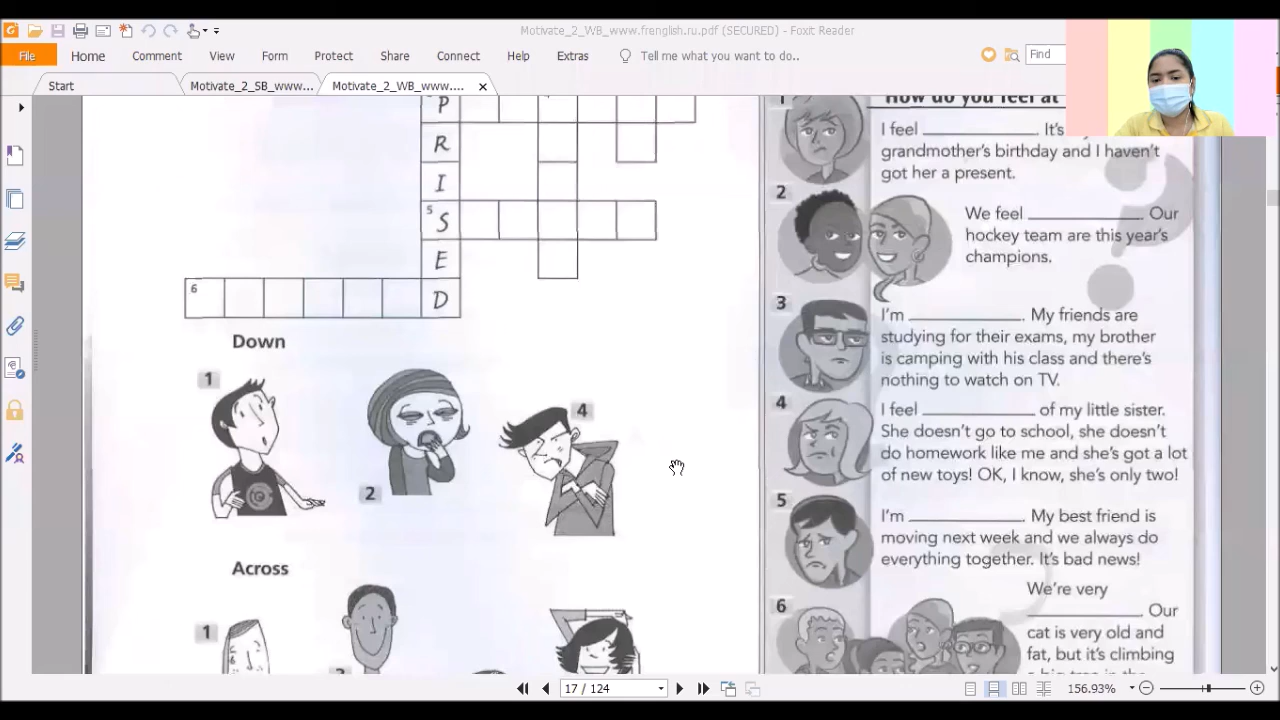 Motivate_2_WB_www.frenglish.ru.pdf (SECURED) - Foxit Reader
File Home Comment View Form Protect Share Connect Help Extras Tell me what you want to do.. Find
Start Motivate_2_SB_www... Motivate_2_WB_www....
P
R
I
5 S
E
6 D
Down
1
2
4
Across
1
1 How do you feel at
I feel ____________. It's
grandmother's birthday and I haven't
got her a present.
2
We feel ____________. Our
hockey team are this year's
champions.
3
I'm ____________. My friends are
studying for their exams, my brother
is camping with his class and there's
nothing to watch on TV.
4
I feel ____________ of my little sister.
She doesn't go to school, she doesn't
do homework like me and she's got a lot
of new toys! OK, I know, she's only two!
5
I'm ____________. My best friend is
moving next week and we always do
everything together. It's bad news!
6
We're very
____________. Our
cat is very old and
fat, but it's climbing
17 / 124
156.93%